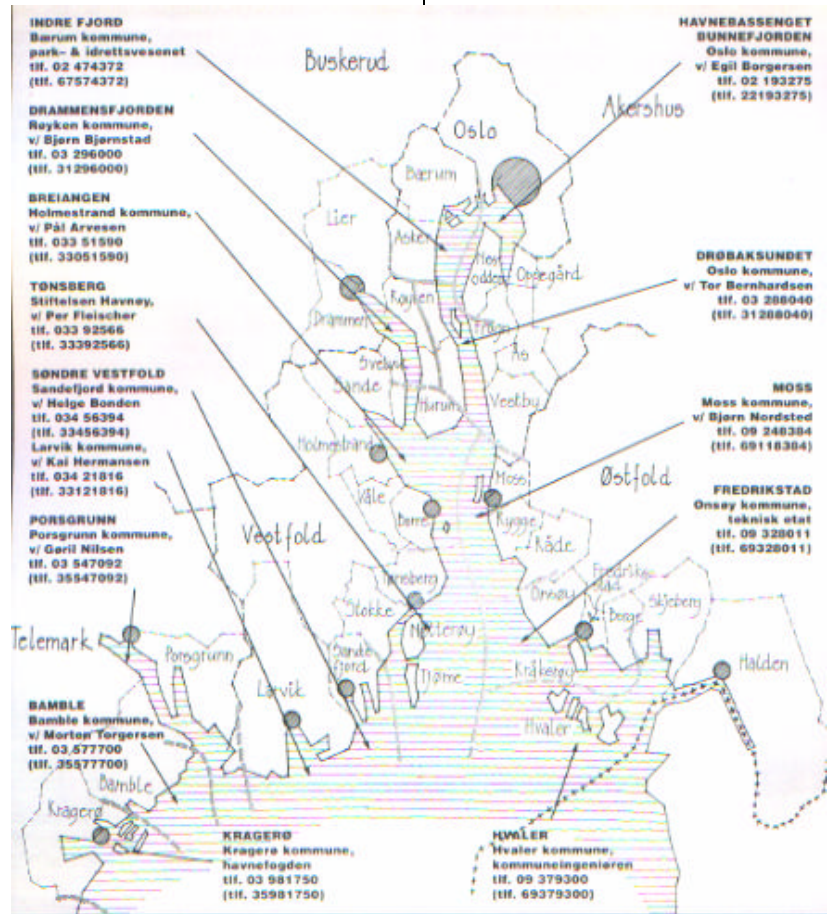 INDRE FJORD
Bærum kommune,
park- & idrettsvesenet
tlf. 02 474372
(tlf. 67574372)
DRAMMENSFJORDEN
Røyken kommune,
v/ Bjørn Bjørnstad
tlf. 03 296000
(tlf. 31296000)
BREIANGEN
Holmestrand kommune,
v/ Pål Arvesen
tlf. 033 51590
(tlf. 33051590)
TØNSBERG
Stiftelsen Havnøy,
v/ Per Fleischer
tlf. 033 92566
(tlf. 33392566)
SØNDRE VESTFOLD
Sandefjord kommune,
v/ Helge Bonden
tlf. 034 56394
(tlf. 33456394)
Larvik kommune,
v/ Kai Hermansen
tlf. 034 21816
(tlf. 33121816)
PORSGRUNN
Porsgrunn kommune,
v/ Gøril Nilsen
tlf. 03 547092
(tlf. 35547092)
BAMBLE
Bamble kommune,
v/ Morton Torgersen
tlf. 03 577700
(tlf. 35577700)
KRAGERØ
Kragerø kommune,
havnefogden
tlf. 03 981750
(tlf. 35981750)
HVALER
Hvaler kommune,
kommuneingeniøren
tlf. 09 379300
(tlf. 69379300)
HAVNEBASSENGET
BUNNEFJORDEN
Oslo kommune,
v/ Egil Borgersen
tlf. 02 193275
(tlf. 22193275)
DRØBAKSUNDET
Oslo kommune,
v/ Tor Bernhardsen
tlf. 03 288040
(tlf. 31288040)
MOSS
Moss kommune,
v/ Bjørn Nordsted
tlf. 09 248384
(tlf. 69118384)
FREDRIKSTAD
Onsøy kommune,
teknisk etat
tlf. 09 328011
(tlf. 69328011)
Buskerud
Akershus
Oslo
Bærum
Lier
Asker
Nesodden
Oppegård
Røyken
Drammen
Frogn
Ås
Svelvik
Sande
Hurum
Vestby
Holmestrand
Våle
Borre
Moss
Rygge
Østfold
Råde
Vestfold
Tønsberg
Stokke
Nøtterøy
Onsøy
Fredrikstad
Borge
Skjeberg
Telemark
Porsgrunn
Sandefjord
Tjøme
Kråkerøy
Halden
Larvik
Hvaler
Bamble
Kragerø